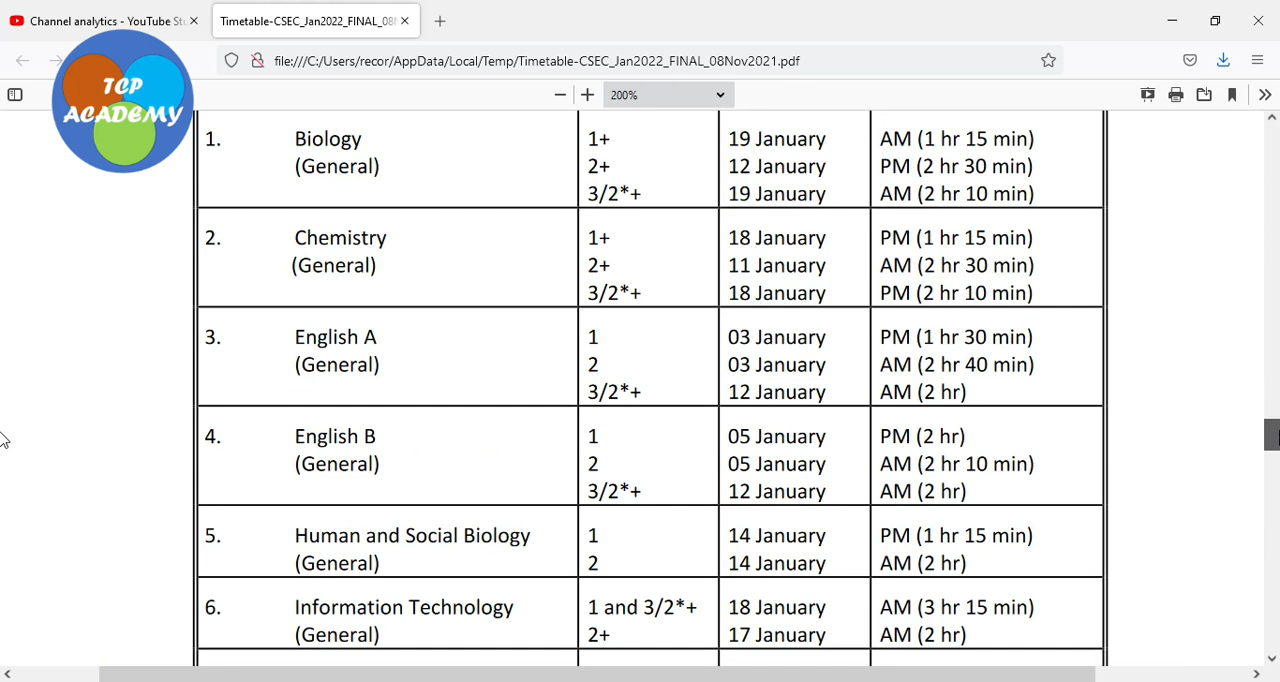 Channel analytics - YouTube St
Timetable-CSEC_Jan2022_FINAL_08
file:///C:/Users/recor/AppData/Local/Temp/Timetable-CSEC_Jan2022_FINAL_08Nov2021.pdf
TCP
ACADEMY
200%
1. Biology 1+ 19 January AM (1 hr 15 min)
(General) 2+ 12 January PM (2 hr 30 min)
3/2*+ 19 January AM (2 hr 10 min)
2. Chemistry 1+ 18 January PM (1 hr 15 min)
(General) 2+ 11 January AM (2 hr 30 min)
3/2*+ 18 January PM (2 hr 10 min)
3. English A 1 03 January PM (1 hr 30 min)
(General) 2 03 January AM (2 hr 40 min)
3/2*+ 12 January AM (2 hr)
4. English B 1 05 January PM (2 hr)
(General) 2 05 January AM (2 hr 10 min)
3/2*+ 12 January AM (2 hr)
5. Human and Social Biology 1 14 January PM (1 hr 15 min)
(General) 2 14 January AM (2 hr)
6. Information Technology 1 and 3/2*+ 18 January AM (3 hr 15 min)
(General) 2+ 17 January AM (2 hr)